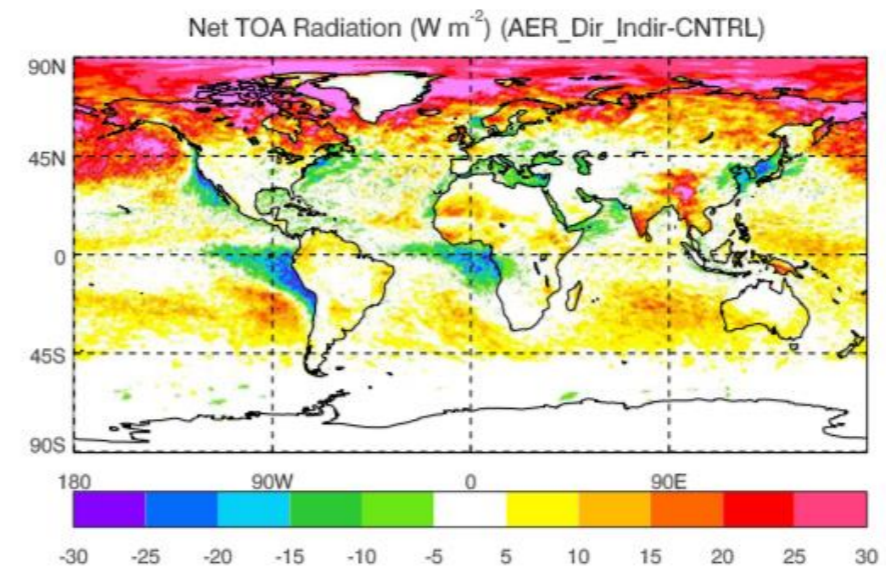 Net TOA Radiation (W m⁻²) (AER_Dir_Indir-CNTRL)
90N
45N
0
45S
90S
180 90W 0 90E
-30 -25 -20 -15 -10 -5 5 10 15 20 25 30